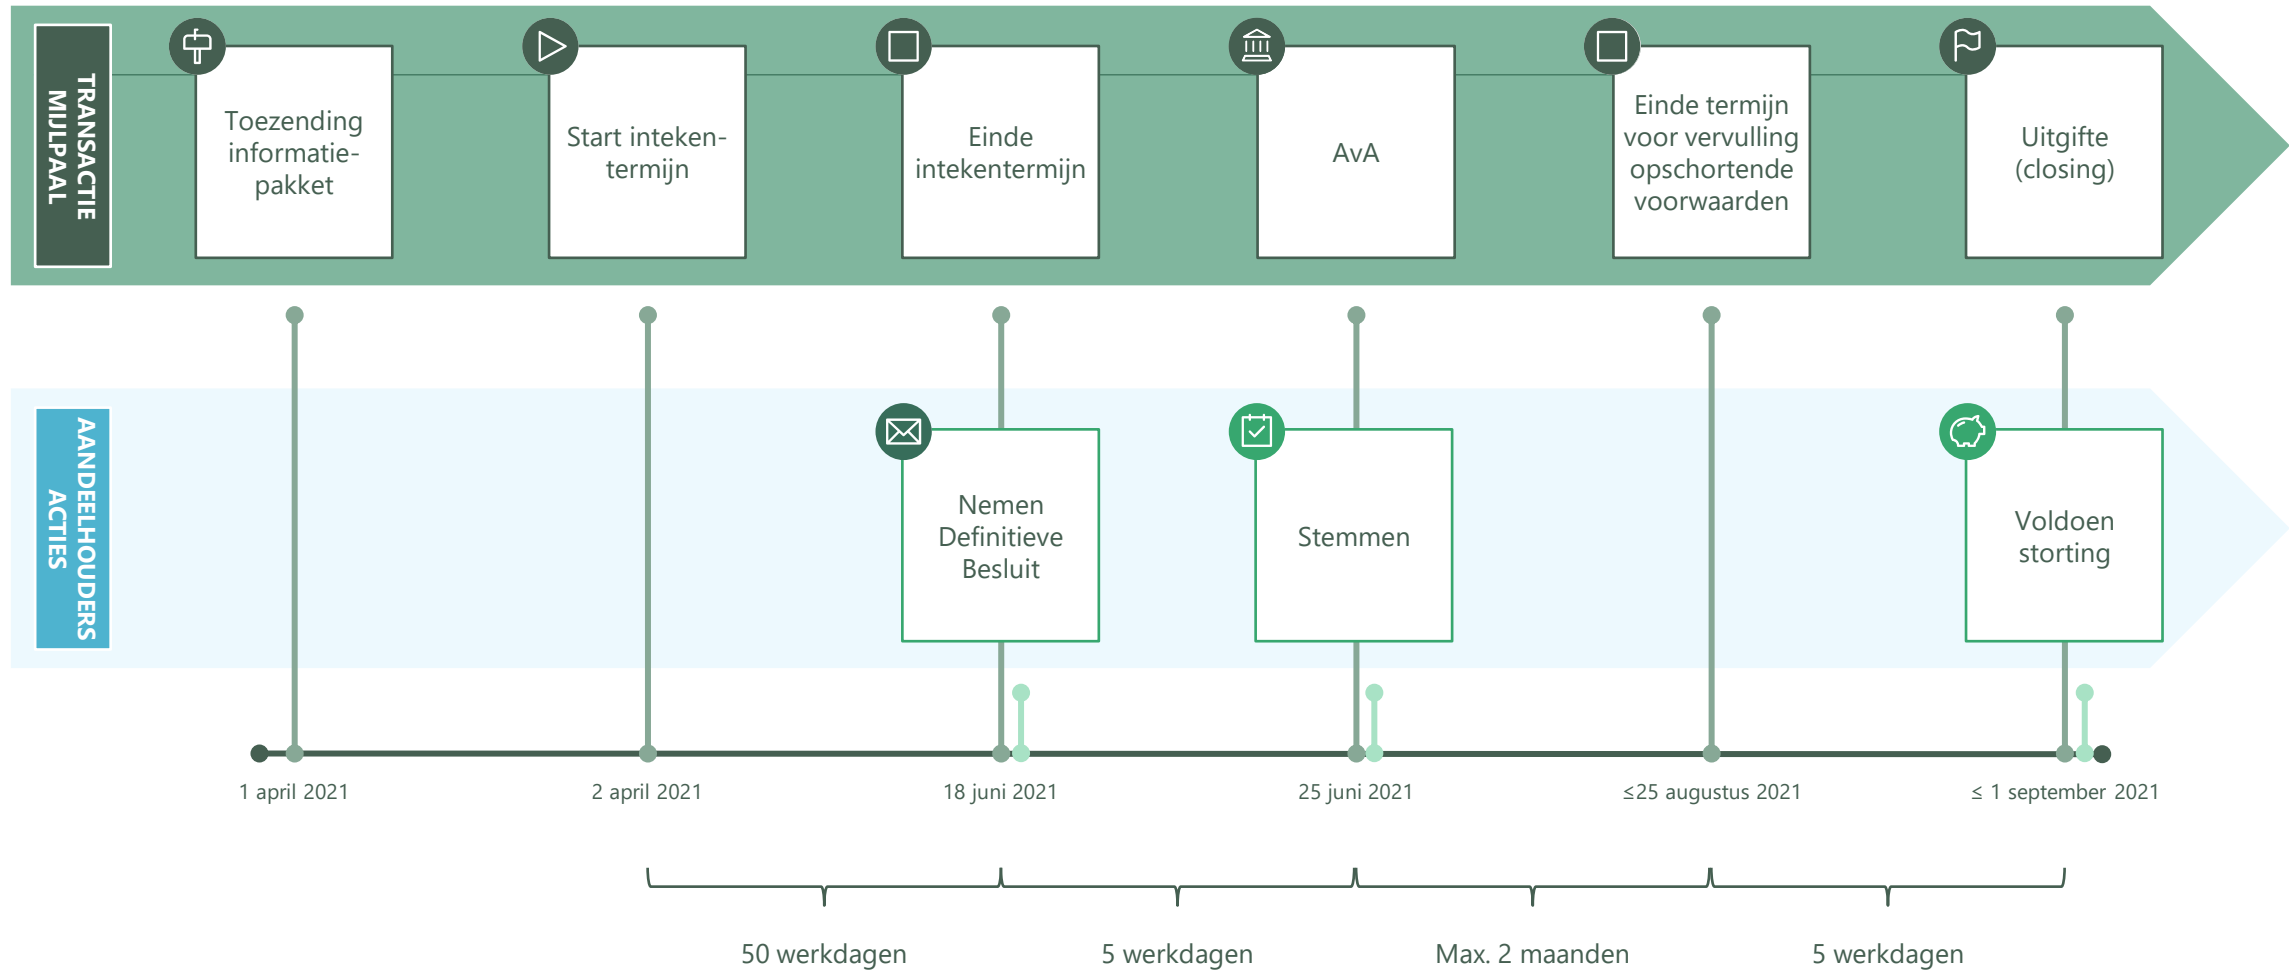 TRANSACTIE
MIJLPAAL
Toezending
informatie-
pakket
Start inteken-
termijn
Einde
intekentermijn
AvA
Einde termijn
voor vervulling
opschortende
voorwaarden
Uitgifte
(closing)
AANDEELHOUDERS
ACTIES
Nemen
Definitieve
Besluit
Stemmen
Voldoen
storting
1 april 2021
2 april 2021
18 juni 2021
25 juni 2021
≤25 augustus 2021
≤ 1 september 2021
50 werkdagen
5 werkdagen
Max. 2 maanden
5 werkdagen